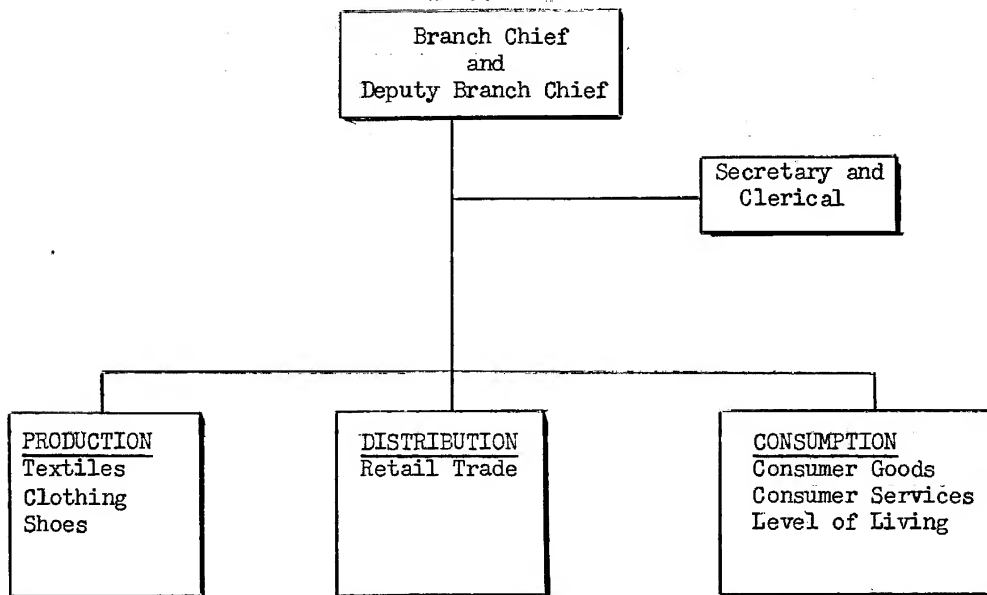 Branch Chief
and
Deputy Branch Chief
Secretary and
Clerical
PRODUCTION
Textiles
Clothing
Shoes
DISTRIBUTION
Retail Trade
CONSUMPTION
Consumer Goods
Consumer Services
Level of Living